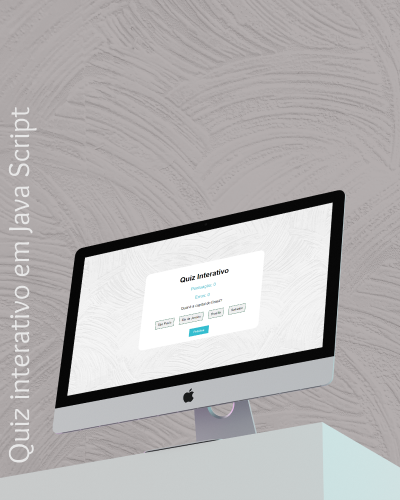 Quiz interativo em Java Script
Quiz Interativo
Pontuação: 0
Erros: 0
Qual é a capital do Brasil?
São Paulo
Rio de Janeiro
Brasília
Salvador